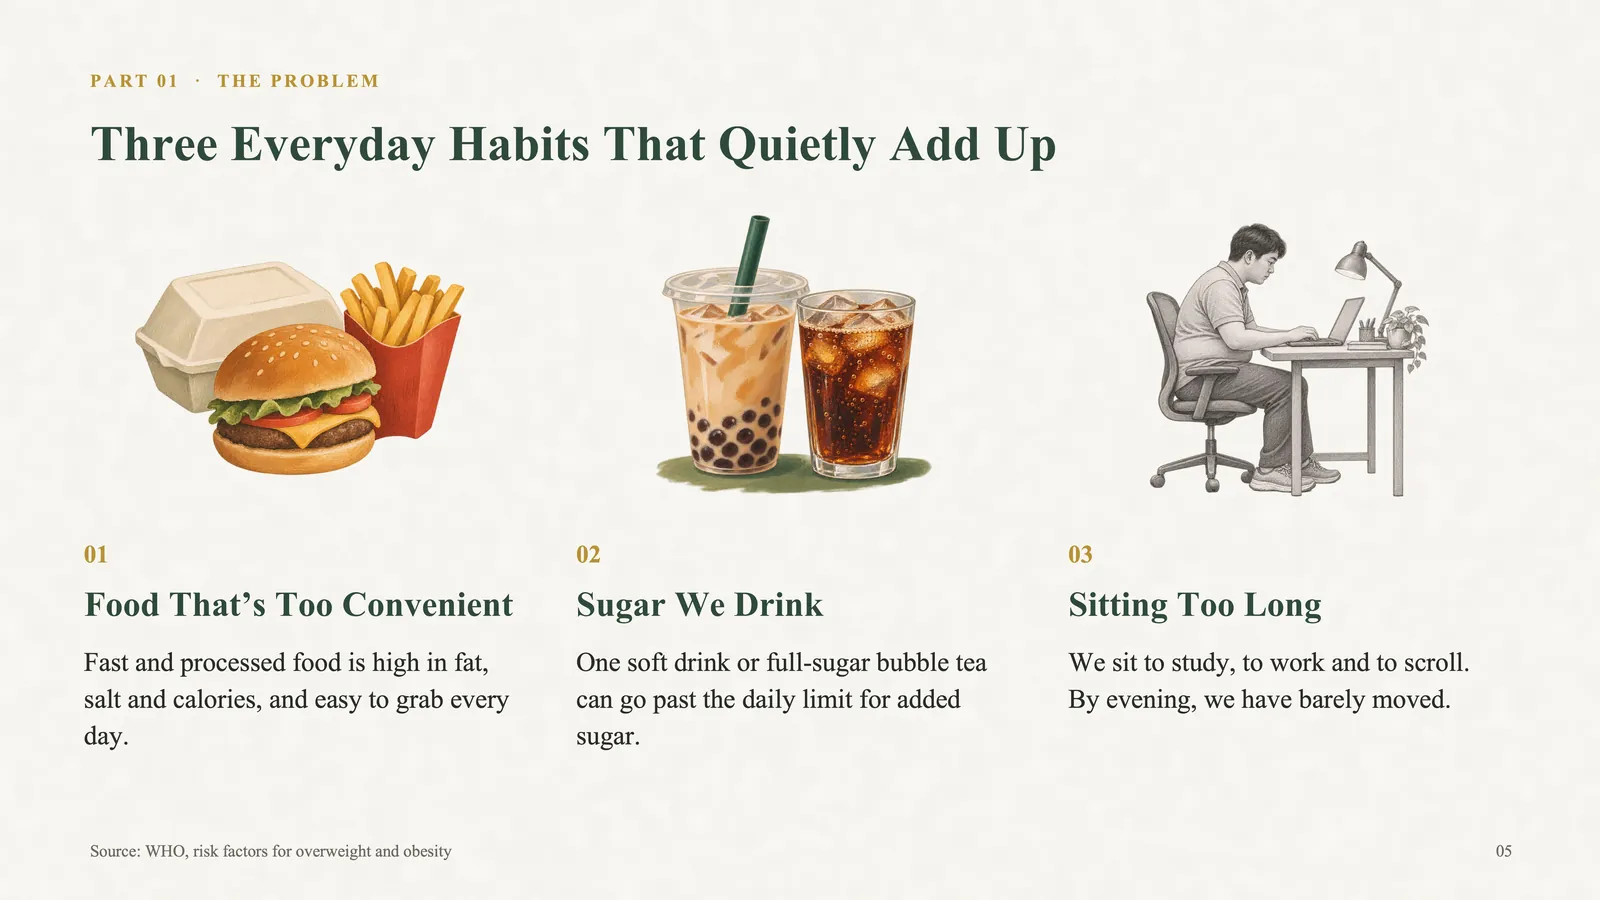 PART 01 · THE PROBLEM
Three Everyday Habits That Quietly Add Up
01
Food That’s Too Convenient
Fast and processed food is high in fat,
salt and calories, and easy to grab every
day.
02
Sugar We Drink
One soft drink or full-sugar bubble tea
can go past the daily limit for added
sugar.
03
Sitting Too Long
We sit to study, to work and to scroll.
By evening, we have barely moved.
Source: WHO, risk factors for overweight and obesity
05